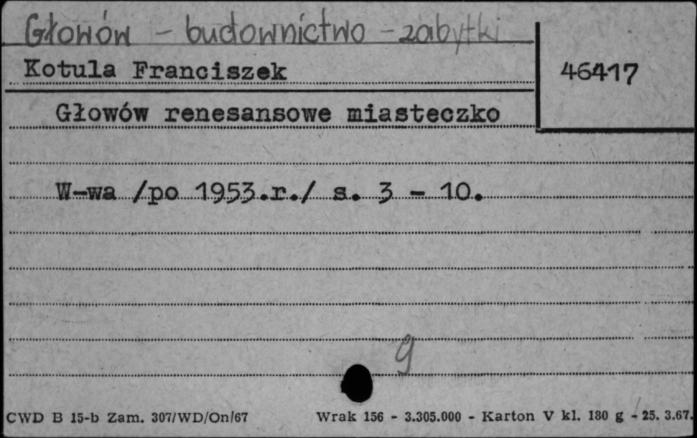 Głowów - budownictwo - zabytki
Kotula Franciszek
46417
Głowów renesansowe miasteczko
W-wa /po 1953.r./ s. 3 - 10.
g
CWD B 15-b Zam. 307/WD/On/67 Wrak 156 - 3.305.000 - Karton V kl. 180 g - 25. 3.67.